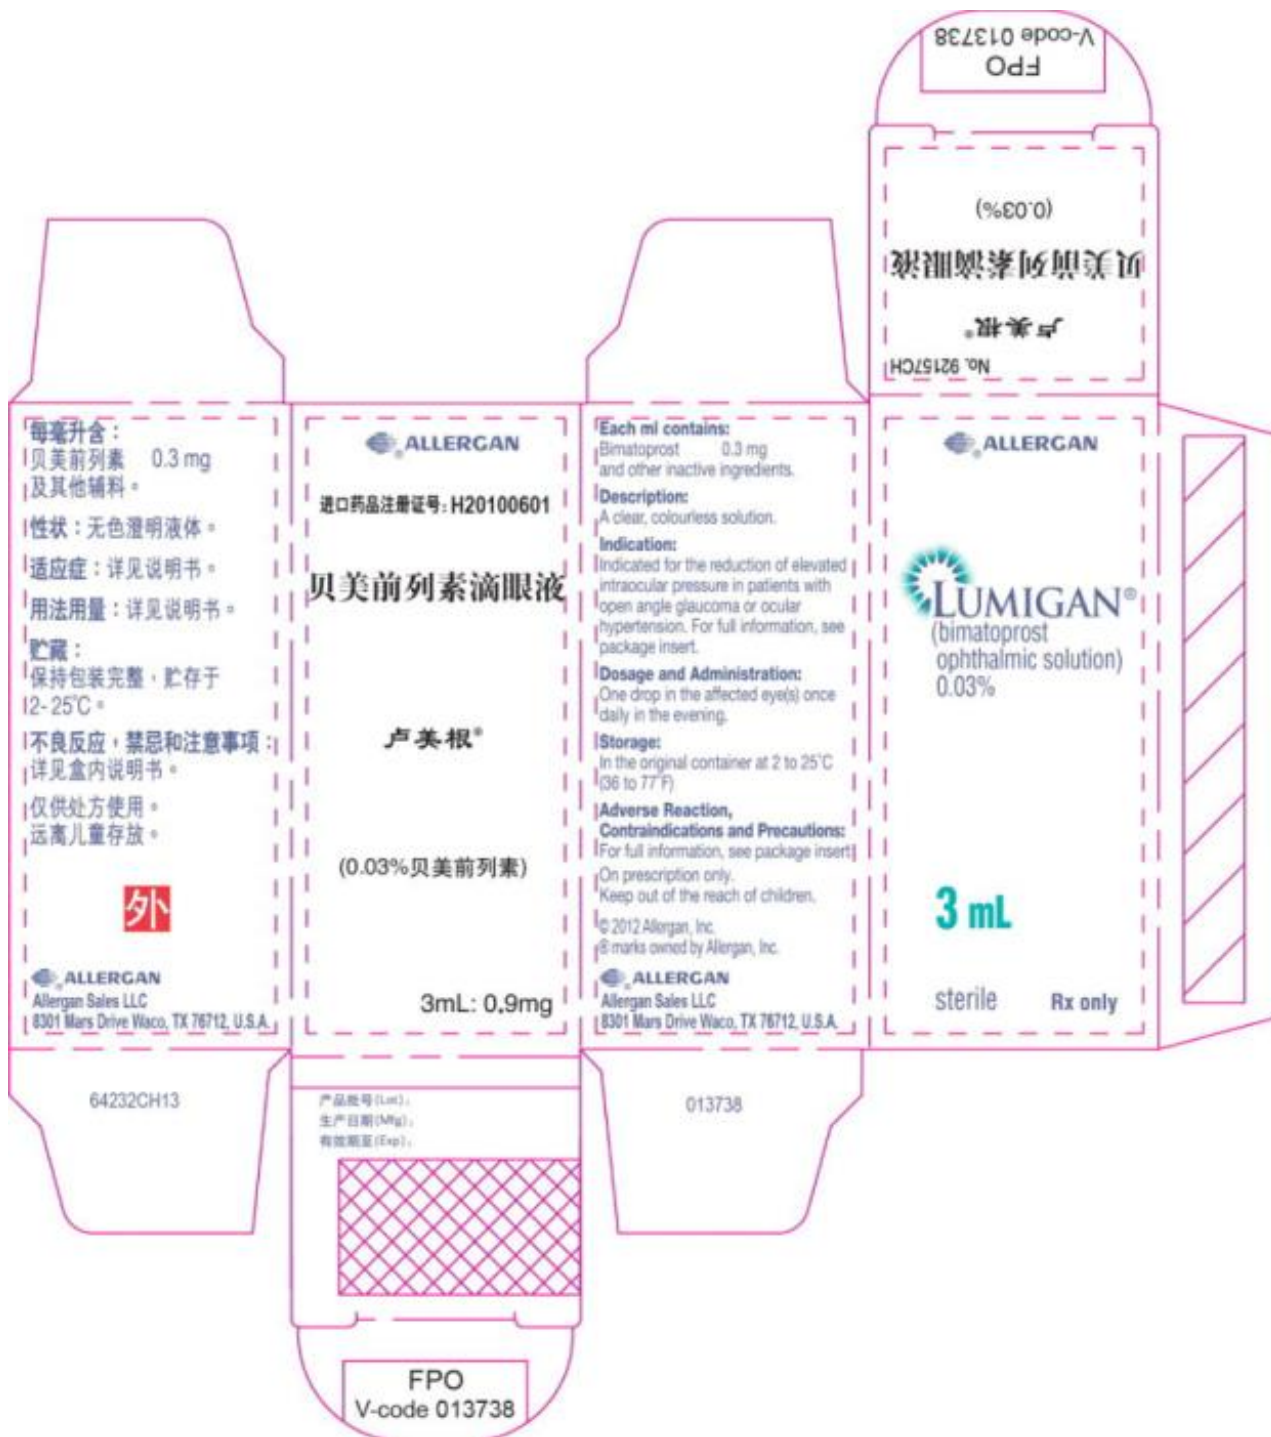 V-code 013738
FPO
(0.03%)
贝美前列素滴眼液
卢美根®
No. 92157CH
每毫升含：
贝美前列素 0.3 mg
及其他辅料。
性状：无色澄明液体。
适应症：详见说明书。
用法用量：详见说明书。
贮藏：
保持包装完整，贮存于
2- 25°C。
不良反应，禁忌和注意事项：
详见盒内说明书。
仅供处方使用。
远离儿童存放。
外
ALLERGAN
Allergan Sales LLC
8301 Mars Drive Waco, TX 76712, U.S.A.
64232CH13
® ALLERGAN
进口药品注册证号：H20100601
贝美前列素滴眼液
卢美根®
(0.03%贝美前列素)
3mL: 0.9mg
产品批号(Lot)：
生产日期(Mfg)：
有效期至(Exp)：
FPO
V-code 013738
Each ml contains:
Bimatoprost 0.3 mg
and other inactive ingredients.
Description:
A clear, colourless solution.
Indication:
Indicated for the reduction of elevated
intraocular pressure in patients with
open angle glaucoma or ocular
hypertension. For full information, see
package insert.
Dosage and Administration:
One drop in the affected eye(s) once
daily in the evening.
Storage:
In the original container at 2 to 25°C
(36 to 77°F)
Adverse Reaction,
Contraindications and Precautions:
For full information, see package insert
On prescription only.
Keep out of the reach of children.
© 2012 Allergan, Inc.
® marks owned by Allergan, Inc.
ALLERGAN
Allergan Sales LLC
8301 Mars Drive Waco, TX 76712, U.S.A.
013738
® ALLERGAN
LUMIGAN®
(bimatoprost
ophthalmic solution)
0.03%
3 mL
sterile Rx only